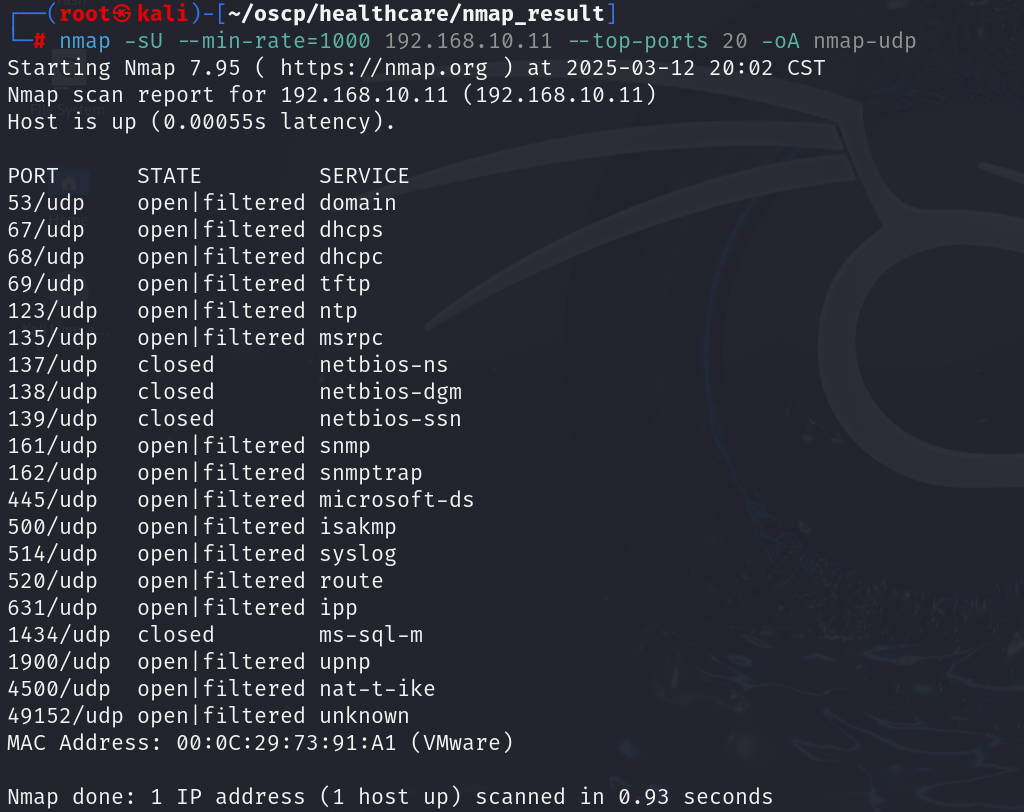 ┌──(root㉿kali)-[~/oscp/healthcare/nmap_result]
└─# nmap -sU --min-rate=1000 192.168.10.11 --top-ports 20 -oA nmap-udp
Starting Nmap 7.95 ( https://nmap.org ) at 2025-03-12 20:02 CST
Nmap scan report for 192.168.10.11 (192.168.10.11)
Host is up (0.00055s latency).

PORT      STATE         SERVICE
53/udp    open|filtered domain
67/udp    open|filtered dhcps
68/udp    open|filtered dhcpc
69/udp    open|filtered tftp
123/udp   open|filtered ntp
135/udp   open|filtered msrpc
137/udp   closed        netbios-ns
138/udp   closed        netbios-dgm
139/udp   closed        netbios-ssn
161/udp   open|filtered snmp
162/udp   open|filtered snmptrap
445/udp   open|filtered microsoft-ds
500/udp   open|filtered isakmp
514/udp   open|filtered syslog
520/udp   open|filtered route
631/udp   open|filtered ipp
1434/udp  closed        ms-sql-m
1900/udp  open|filtered upnp
4500/udp  open|filtered nat-t-ike
49152/udp open|filtered unknown
MAC Address: 00:0C:29:73:91:A1 (VMware)

Nmap done: 1 IP address (1 host up) scanned in 0.93 seconds